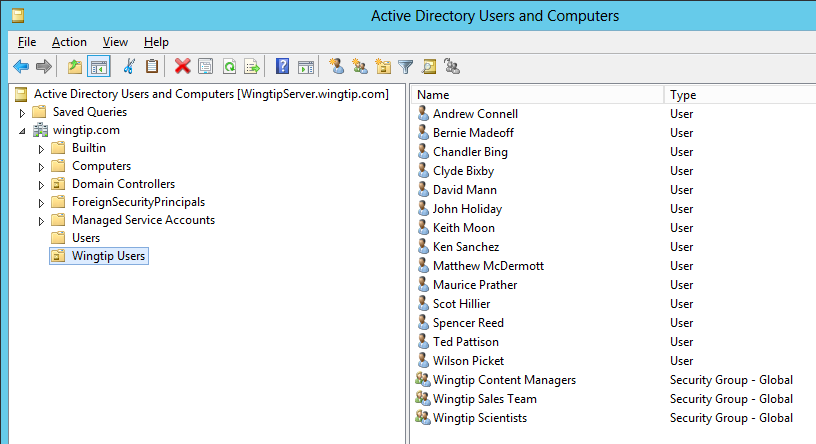 Active Directory Users and Computers
File Action View Help
Active Directory Users and Computers [WingtipServer.wingtip.com]
Saved Queries
wingtip.com
Builtin
Computers
Domain Controllers
ForeignSecurityPrincipals
Managed Service Accounts
Users
Wingtip Users
Name Type
Andrew Connell User
Bernie Madeoff User
Chandler Bing User
Clyde Bixby User
David Mann User
John Holiday User
Keith Moon User
Ken Sanchez User
Matthew McDermott User
Maurice Prather User
Scot Hillier User
Spencer Reed User
Ted Pattison User
Wilson Picket User
Wingtip Content Managers Security Group - Global
Wingtip Sales Team Security Group - Global
Wingtip Scientists Security Group - Global